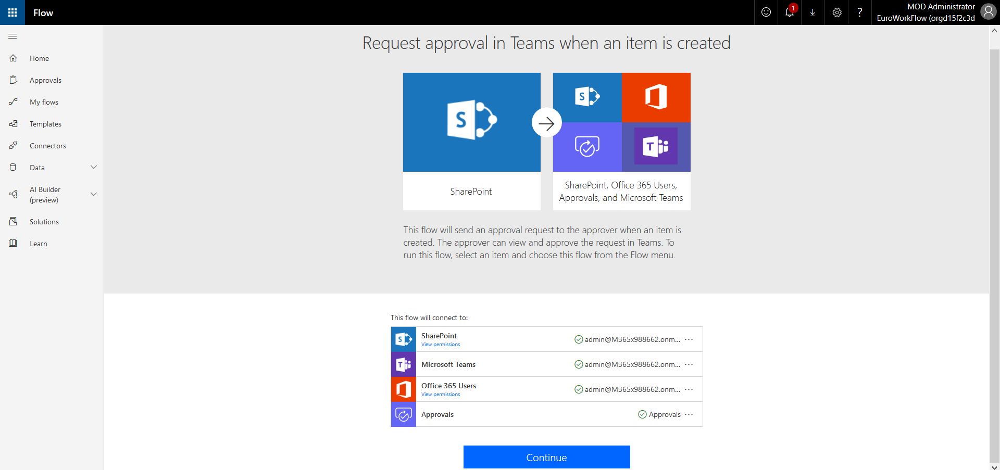 Flow
1
?
MOD Administrator
EuroWorkFlow (orgd15f2c3d
Home
Approvals
My flows
Templates
Connectors
Data
AI Builder
(preview)
Solutions
Learn
Request approval in Teams when an item is created
S
S
T
SharePoint
SharePoint, Office 365 Users,
Approvals, and Microsoft Teams
This flow will send an approval request to the approver when an item is
created. The approver can view and approve the request in Teams. To
run this flow, select an item and choose this flow from the Flow menu.
This flow will connect to:
S
SharePoint
View permissions
admin@M365x988662.onm... ...
T
Microsoft Teams
admin@M365x988662.onm... ...
Office 365 Users
View permissions
admin@M365x988662.onm... ...
Approvals
Approvals ...
Continue